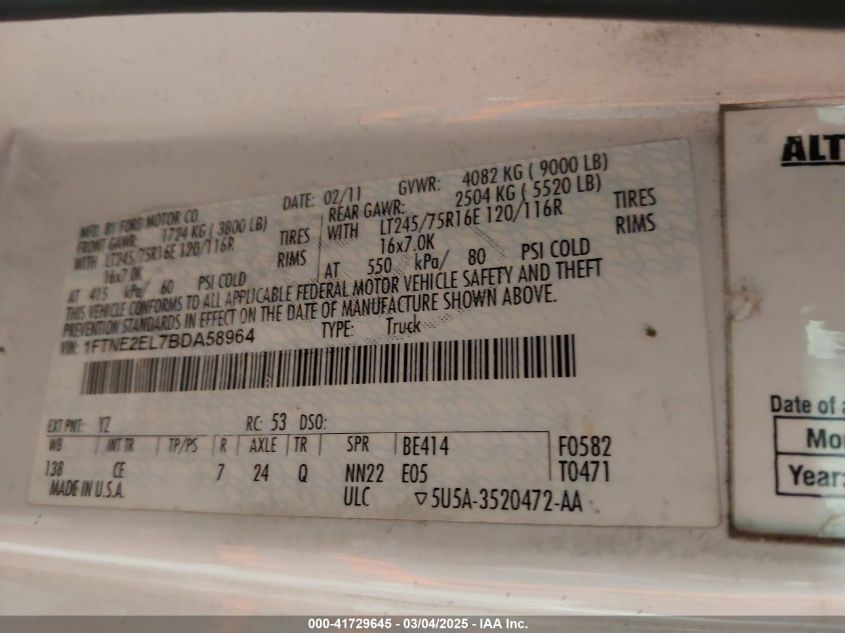 MFD. BY FORD MOTOR CO.
DATE: 02/11
GVWR: 4082 KG ( 9000 LB)
FRONT GAWR: 1724 KG ( 3800 LB)
WITH LT245/75R16E 120/116R TIRES
16x7.0K RIMS
AT 415 kPa/ 60 PSI COLD
REAR GAWR: 2504 KG ( 5520 LB)
WITH LT245/75R16E 120/116R TIRES
16x7.0K RIMS
AT 550 kPa/ 80 PSI COLD
THIS VEHICLE CONFORMS TO ALL APPLICABLE FEDERAL MOTOR VEHICLE SAFETY AND THEFT
PREVENTION STANDARDS IN EFFECT ON THE DATE OF MANUFACTURE SHOWN ABOVE.
VIN: 1FTNE2EL7BDA58964
TYPE: Truck
EXT PNT: YZ RC: 53 DSO:
WB INT TR TP/PS R AXLE TR SPR BE414 F0582
138 CE 7 24 Q NN22 E05 T0471
MADE IN U.S.A. ULC ▽5U5A-3520472-AA
ALT
Date of a
Mo
Year:
000-41729645 - 03/04/2025 - IAA Inc.